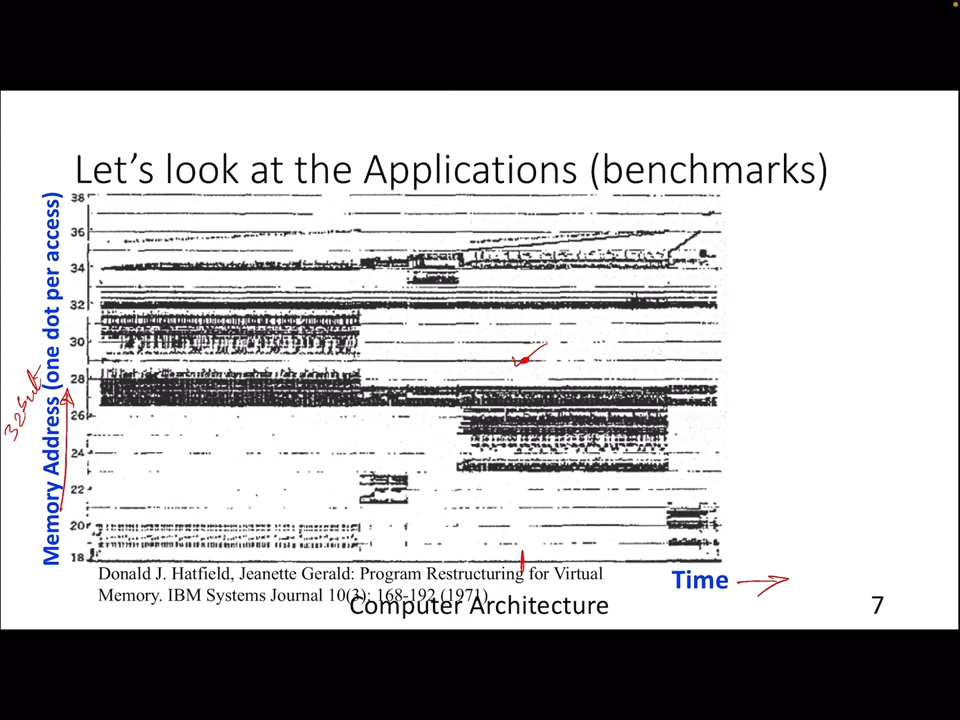 Let's look at the Applications (benchmarks)
Memory Address (one dot per access)
38
36
34
32
30
28
26
24
22
20
18
Donald J. Hatfield, Jeanette Gerald: Program Restructuring for Virtual
Memory. IBM Systems Journal 10(3): 168-192 (1971)
Time
Computer Architecture
7